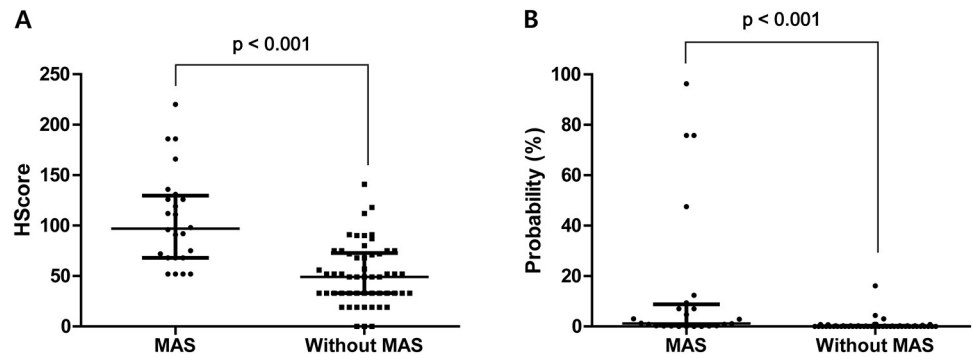 A
p < 0.001
HScore
250
200
150
100
50
0
MAS
Without MAS
B
p < 0.001
Probability (%)
100
80
60
40
20
0
MAS
Without MAS